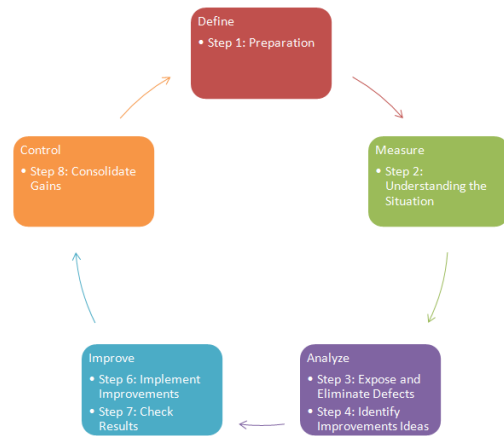 Define
• Step 1: Preparation
Measure
• Step 2:
Understanding the
Situation
Analyze
• Step 3: Expose and
Eliminate Defects
• Step 4: Identify
Improvements Ideas
Improve
• Step 6: Implement
Improvements
• Step 7: Check
Results
Control
• Step 8: Consolidate
Gains